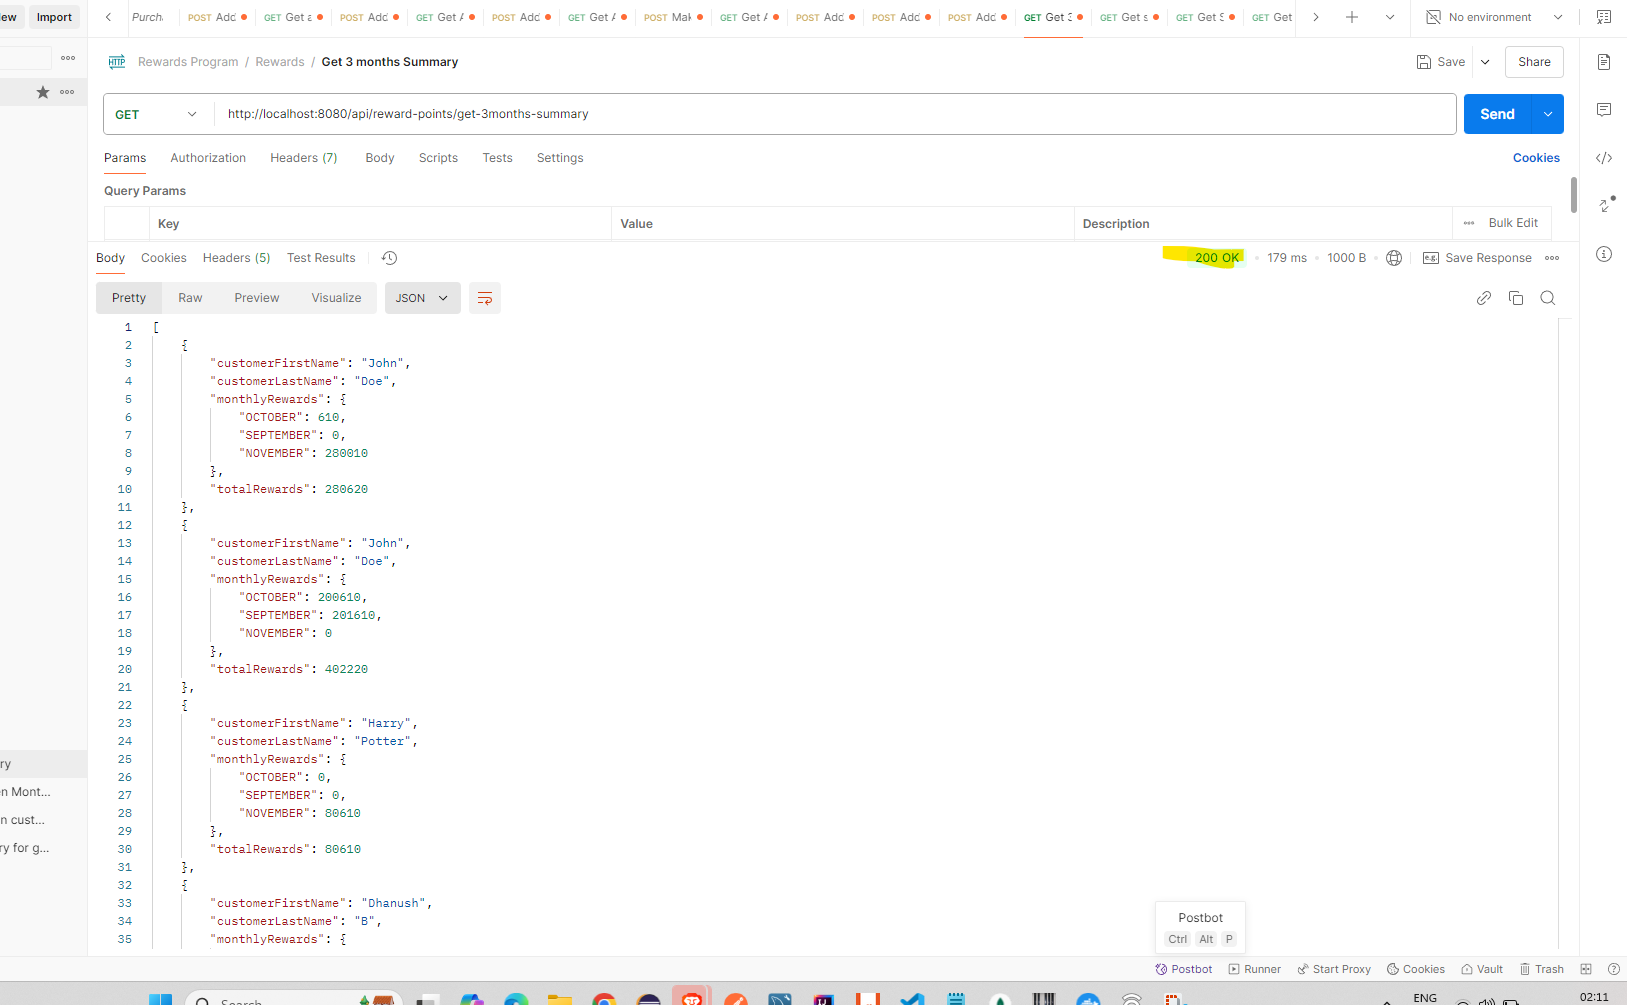 ew Import
Purch POST Add GET Get a POST Add GET Get A POST Add GET Get A POST Mak GET Get A POST Add POST Add POST Add GET Get 3 GET Get s GET Get S GET Get No environment
HTTP Rewards Program / Rewards / Get 3 months Summary Save Share
GET http://localhost:8080/api/reward-points/get-3months-summary Send
Params Authorization Headers (7) Body Scripts Tests Settings Cookies
Query Params
Key Value Description Bulk Edit
Body Cookies Headers (5) Test Results 200 OK • 179 ms • 1000 B • e.g. Save Response
Pretty Raw Preview Visualize JSON
1 [
2 {
3 "customerFirstName": "John",
4 "customerLastName": "Doe",
5 "monthlyRewards": {
6 "OCTOBER": 610,
7 "SEPTEMBER": 0,
8 "NOVEMBER": 280010
9 },
10 "totalRewards": 280620
11 },
12 {
13 "customerFirstName": "John",
14 "customerLastName": "Doe",
15 "monthlyRewards": {
16 "OCTOBER": 200610,
17 "SEPTEMBER": 201610,
18 "NOVEMBER": 0
19 },
20 "totalRewards": 402220
21 },
22 {
23 "customerFirstName": "Harry",
24 "customerLastName": "Potter",
25 "monthlyRewards": {
26 "OCTOBER": 0,
27 "SEPTEMBER": 0,
28 "NOVEMBER": 80610
29 },
30 "totalRewards": 80610
31 },
32 {
33 "customerFirstName": "Dhanush",
34 "customerLastName": "B",
35 "monthlyRewards": {
ry
en Mont...
n cust...
ry for g...
Postbot
Ctrl Alt P
Postbot Runner Start Proxy Cookies Vault Trash
Search ENG 02:11